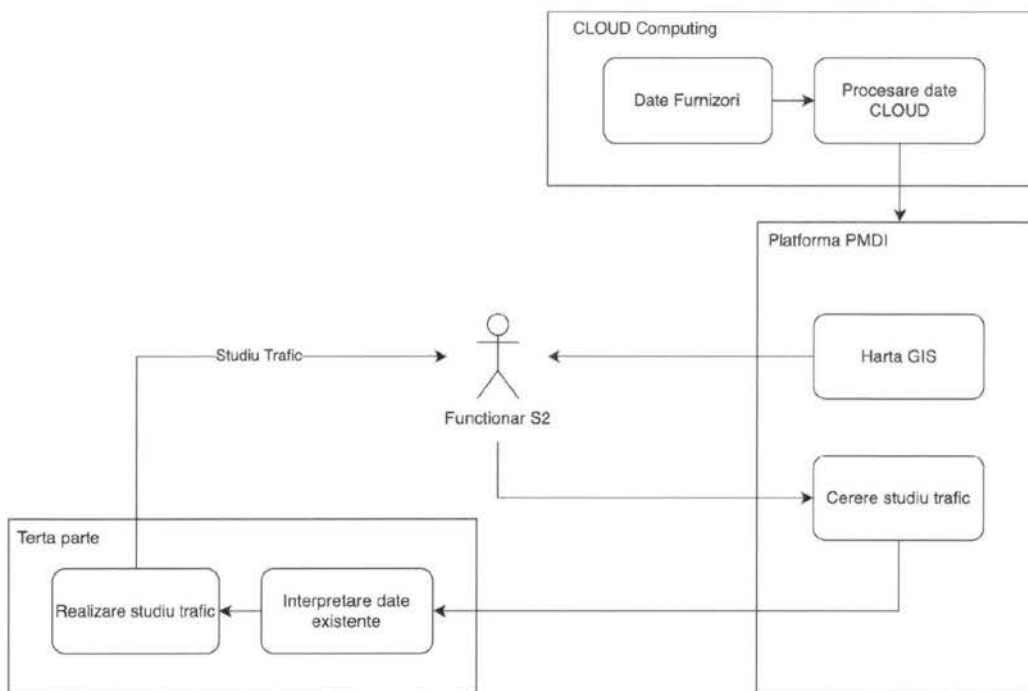 CLOUD Computing
Date Furnizori
Procesare date
CLOUD
Platforma PMDI
Studiu Trafic
Harta GIS
Functionar S2
Cerere studiu trafic
Terta parte
Realizare studiu trafic
Interpretare date
existente